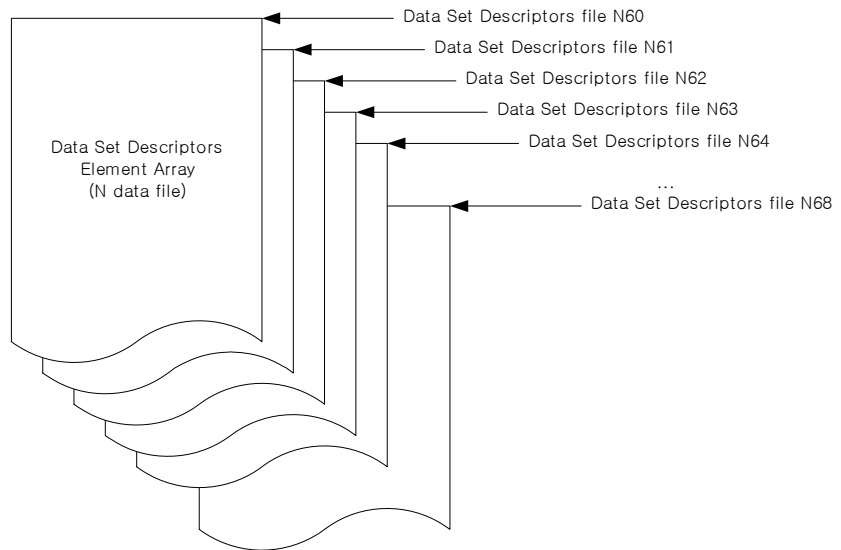 Data Set Descriptors file N60
Data Set Descriptors file N61
Data Set Descriptors file N62
Data Set Descriptors file N63
Data Set Descriptors file N64
...
Data Set Descriptors file N68
Data Set Descriptors
Element Array
(N data file)